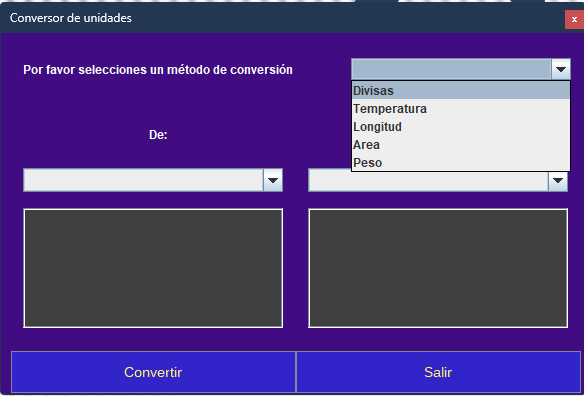 Conversor de unidades
x
Por favor selecciones un método de conversión
Divisas
Temperatura
Longitud
Area
Peso
De:
Convertir
Salir